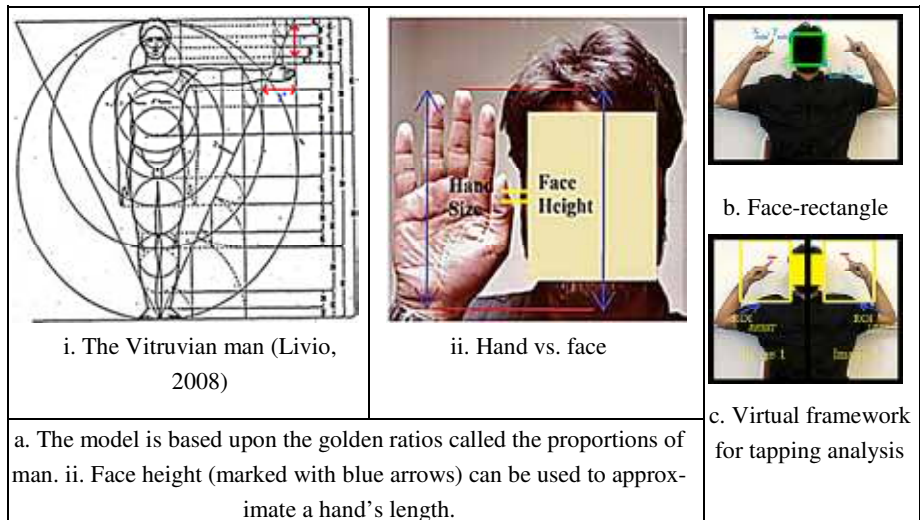 Hand
Size
Face
Height
i. The Vitruvian man (Livio,
2008)
ii. Hand vs. face
a. The model is based upon the golden ratios called the proportions of
man. ii. Face height (marked with blue arrows) can be used to approx-
imate a hand's length.
b. Face-rectangle
c. Virtual framework
for tapping analysis